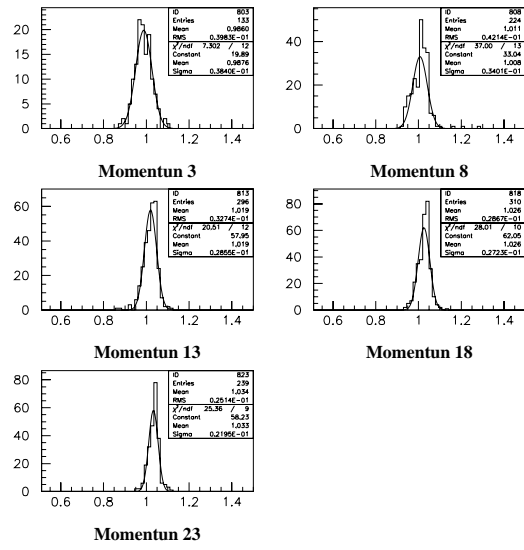 ID 803
Entries 133
Mean 0.9860
RMS 0.3983E-01
χ²/ndf 7.302 / 12
Constant 19.89
Mean 0.9876
Sigma 0.3840E-01
20
15
10
5
0
0.6 0.8 1 1.2 1.4
Momentun 3
ID 808
Entries 224
Mean 1.011
RMS 0.4214E-01
χ²/ndf 37.00 / 13
Constant 33.04
Mean 1.008
Sigma 0.3401E-01
40
20
0
0.6 0.8 1 1.2 1.4
Momentun 8
ID 813
Entries 296
Mean 1.019
RMS 0.3274E-01
χ²/ndf 20.51 / 12
Constant 57.95
Mean 1.019
Sigma 0.2855E-01
60
40
20
0
0.6 0.8 1 1.2 1.4
Momentun 13
ID 818
Entries 310
Mean 1.026
RMS 0.2867E-01
χ²/ndf 28.01 / 10
Constant 62.05
Mean 1.026
Sigma 0.2723E-01
80
60
40
20
0
0.6 0.8 1 1.2 1.4
Momentun 18
ID 823
Entries 239
Mean 1.034
RMS 0.2514E-01
χ²/ndf 25.36 / 9
Constant 58.23
Mean 1.033
Sigma 0.2195E-01
80
60
40
20
0
0.6 0.8 1 1.2 1.4
Momentun 23